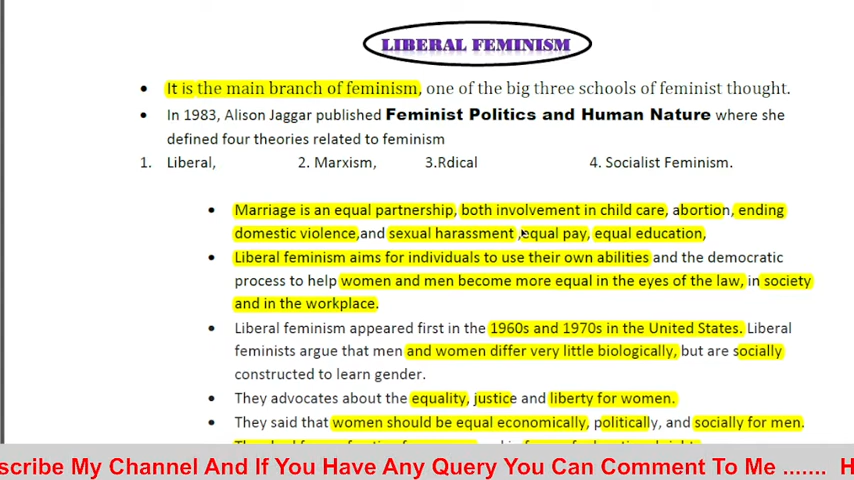 LIBERAL FEMINISM
• It is the main branch of feminism, one of the big three schools of feminist thought.
• In 1983, Alison Jaggar published Feminist Politics and Human Nature where she
defined four theories related to feminism
1. Liberal, 2. Marxism, 3.Rdical 4. Socialist Feminism.
• Marriage is an equal partnership, both involvement in child care, abortion, ending
domestic violence,and sexual harassment ,equal pay, equal education,
• Liberal feminism aims for individuals to use their own abilities and the democratic
process to help women and men become more equal in the eyes of the law, in society
and in the workplace.
• Liberal feminism appeared first in the 1960s and 1970s in the United States. Liberal
feminists argue that men and women differ very little biologically, but are socially
constructed to learn gender.
• They advocates about the equality, justice and liberty for women.
• They said that women should be equal economically, politically, and socially for men.
scribe My Channel And If You Have Any Query You Can Comment To Me ....... H